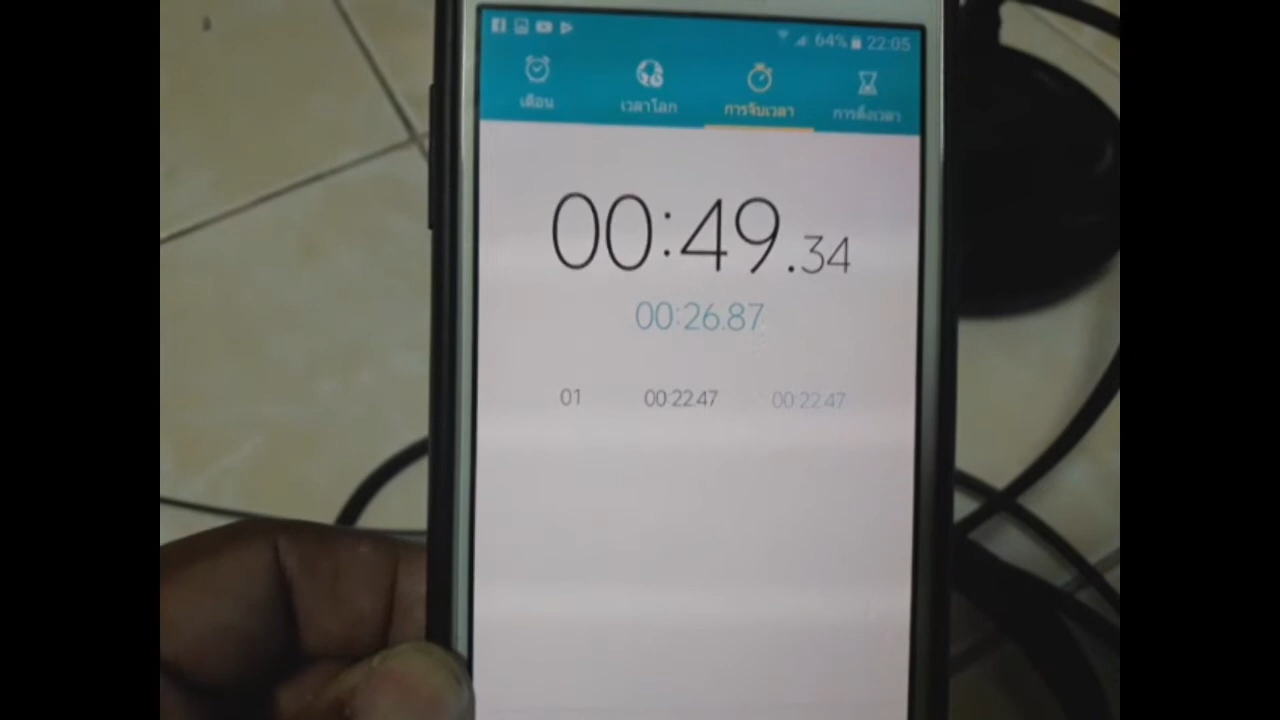 64% 22:05
เตือน เวลาโลก การจับเวลา การตั้งเวลา
00:49.34
00:26.87
01 00:22.47 00:22.47